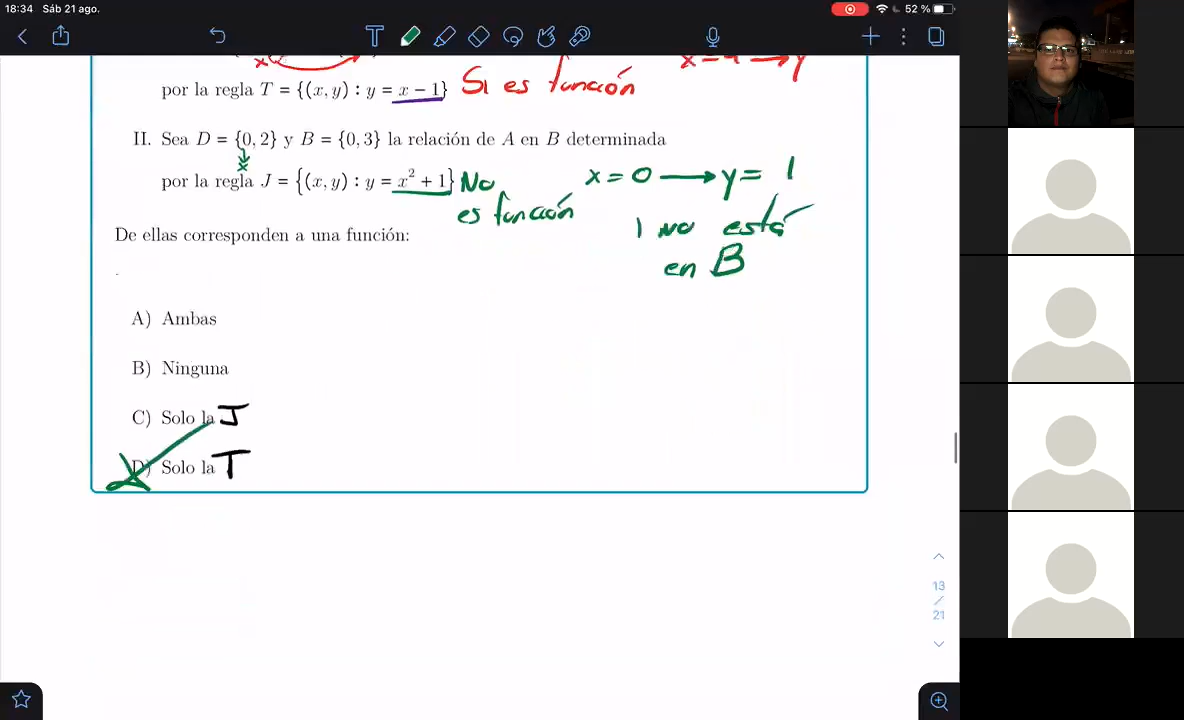 18:34 Sáb 21 ago.
52 %
por la regla T = {(x, y) : y = x − 1} Si es función
II. Sea D = {0, 2} y B = {0, 3} la relación de A en B determinada
por la regla J = {(x, y) : y = x² + 1} No es función
x = 0 → y = 1
1 no está
en B
De ellas corresponden a una función:
A) Ambas
B) Ninguna
C) Solo la J
D) Solo la T
13
/
21